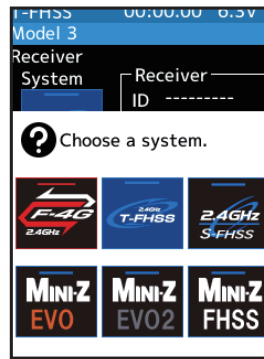 T-FHSS 00:00.00 6.3V
Model 3
Receiver
System
Receiver
ID ---------
? Choose a system.
F-4G 2.4GHz
2.4GHz T-FHSS
2.4GHz S-FHSS
MINI-Z EVO
MINI-Z EVO2
MINI-Z FHSS